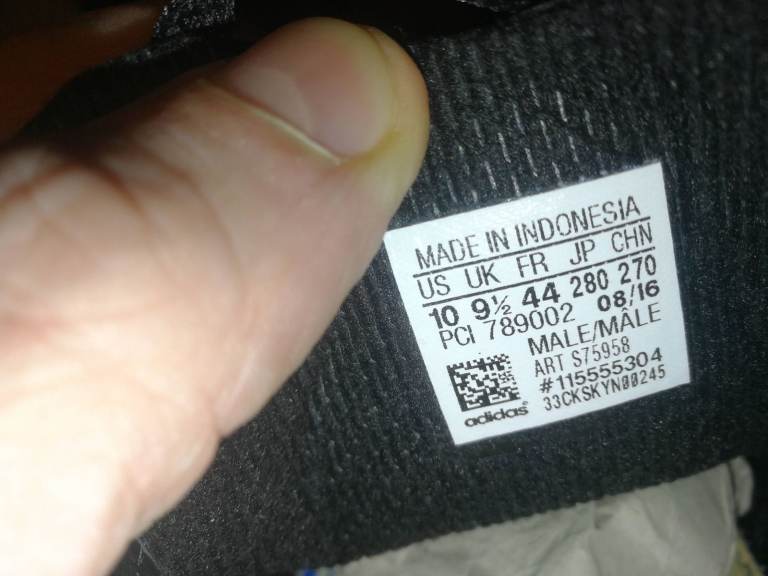 MADE IN INDONESIA
US UK FR JP CHN
10 9½ 44 280 270
PCI 789002 08/16
MALE/MÂLE
ART S75958
#115555304
33CKSKYN00245
adidas